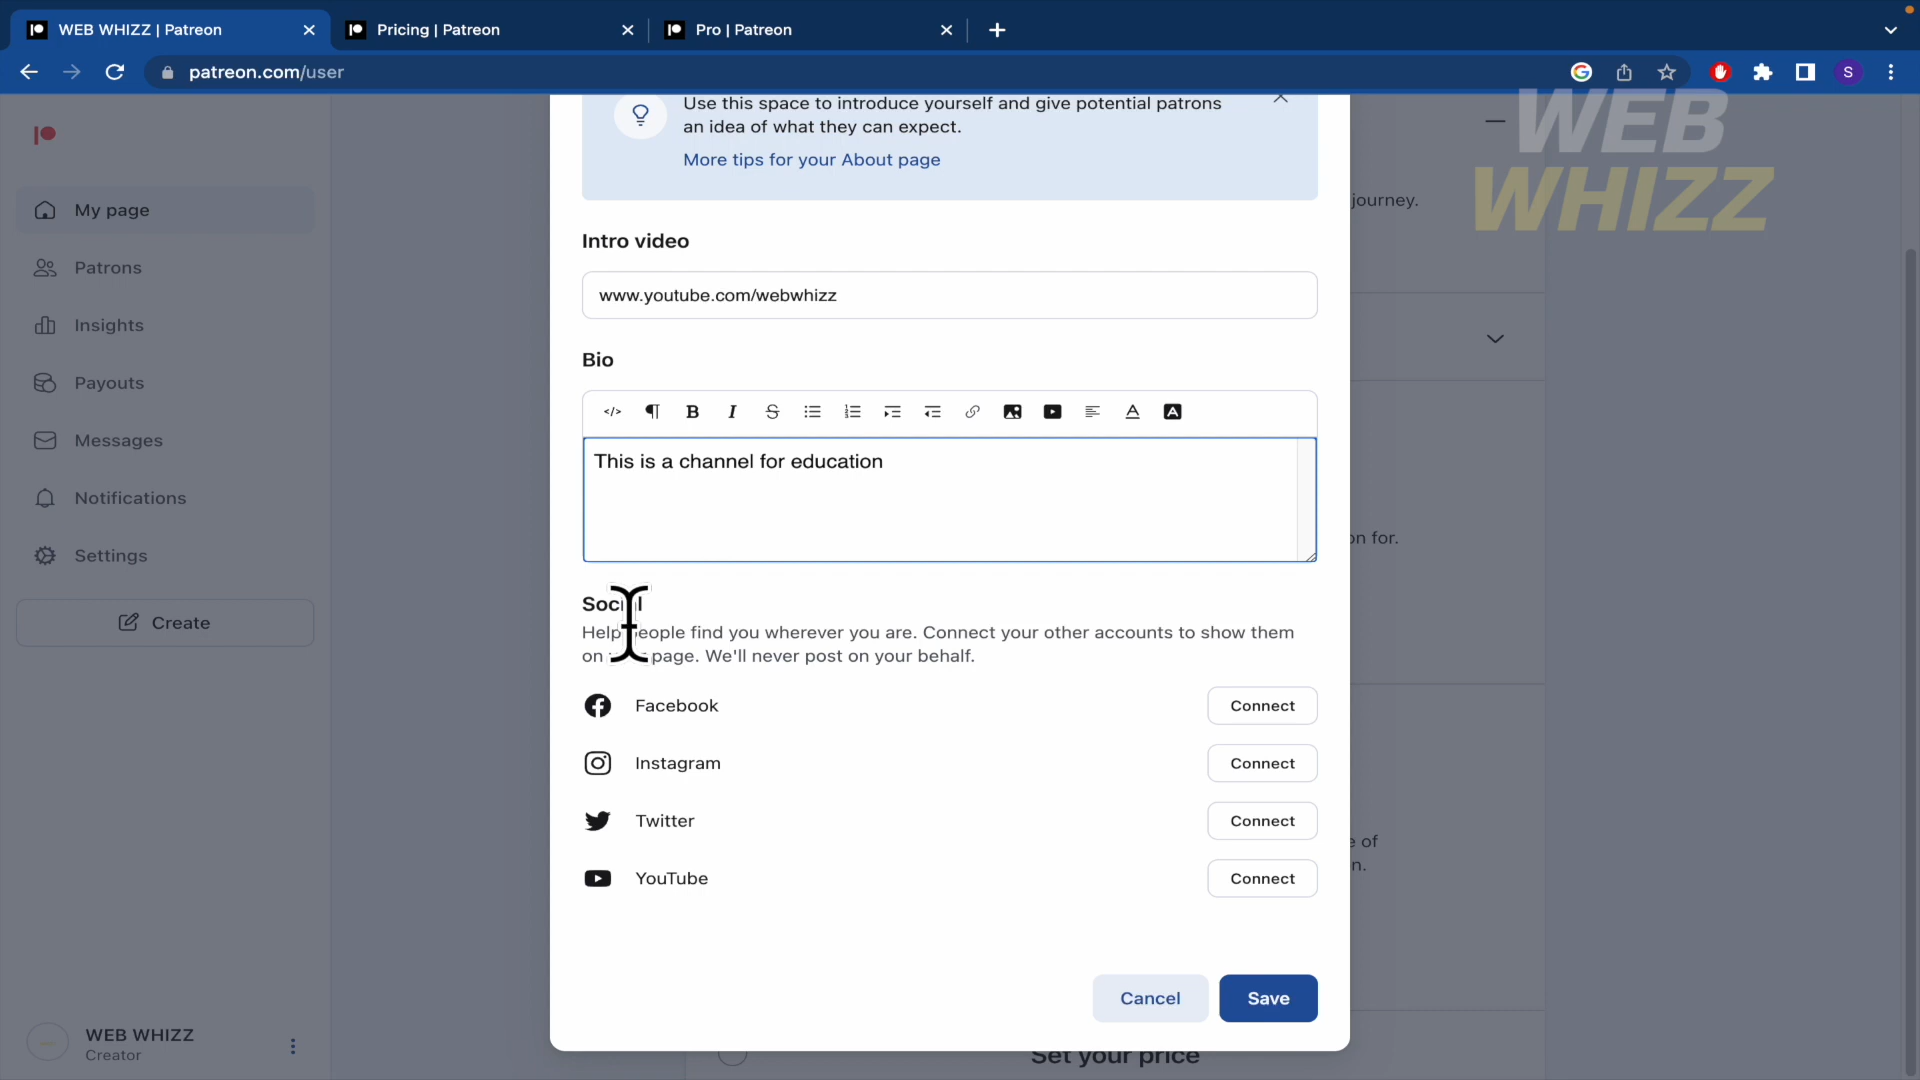 WEB WHIZZ | Patreon
Pricing | Patreon
Pro | Patreon
patreon.com/user
S
WEB
WHIZZ
My page
Patrons
Insights
Payouts
Messages
Notifications
Settings
Create
WEB WHIZZ
Creator
Use this space to introduce yourself and give potential patrons
an idea of what they can expect.
More tips for your About page
Intro video
www.youtube.com/webwhizz
Bio
This is a channel for education
Social
Help people find you wherever you are. Connect your other accounts to show them
on your page. We'll never post on your behalf.
Facebook
Connect
Instagram
Connect
Twitter
Connect
YouTube
Connect
Cancel
Save
journey.
on for.
e of
n.
Set your price